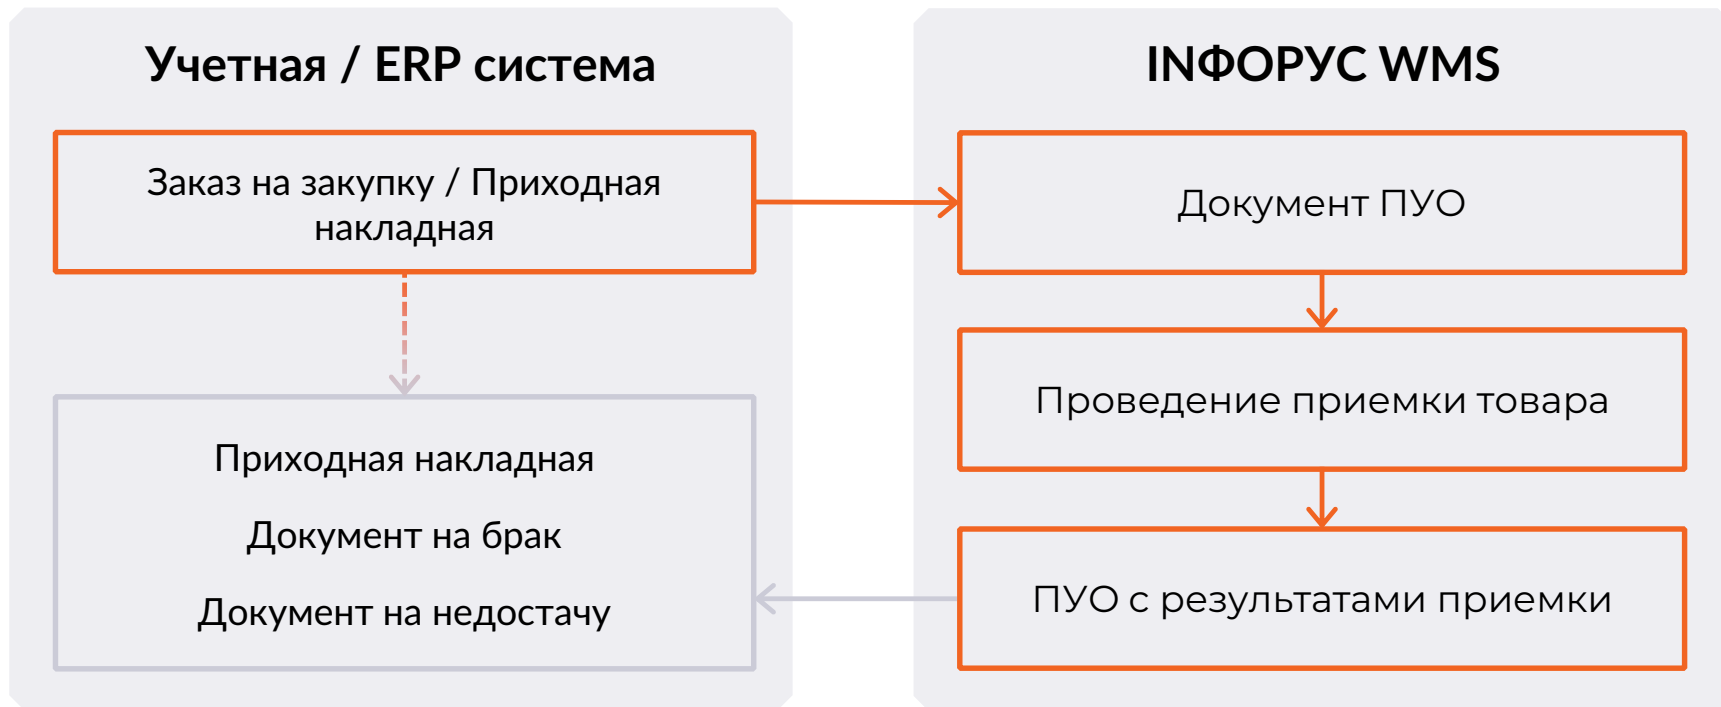 Учетная / ERP система
Заказ на закупку / Приходная
накладная
Приходная накладная
Документ на брак
Документ на недостачу
INФОРУС WMS
Документ ПУО
Проведение приемки товара
ПУО с результатами приемки